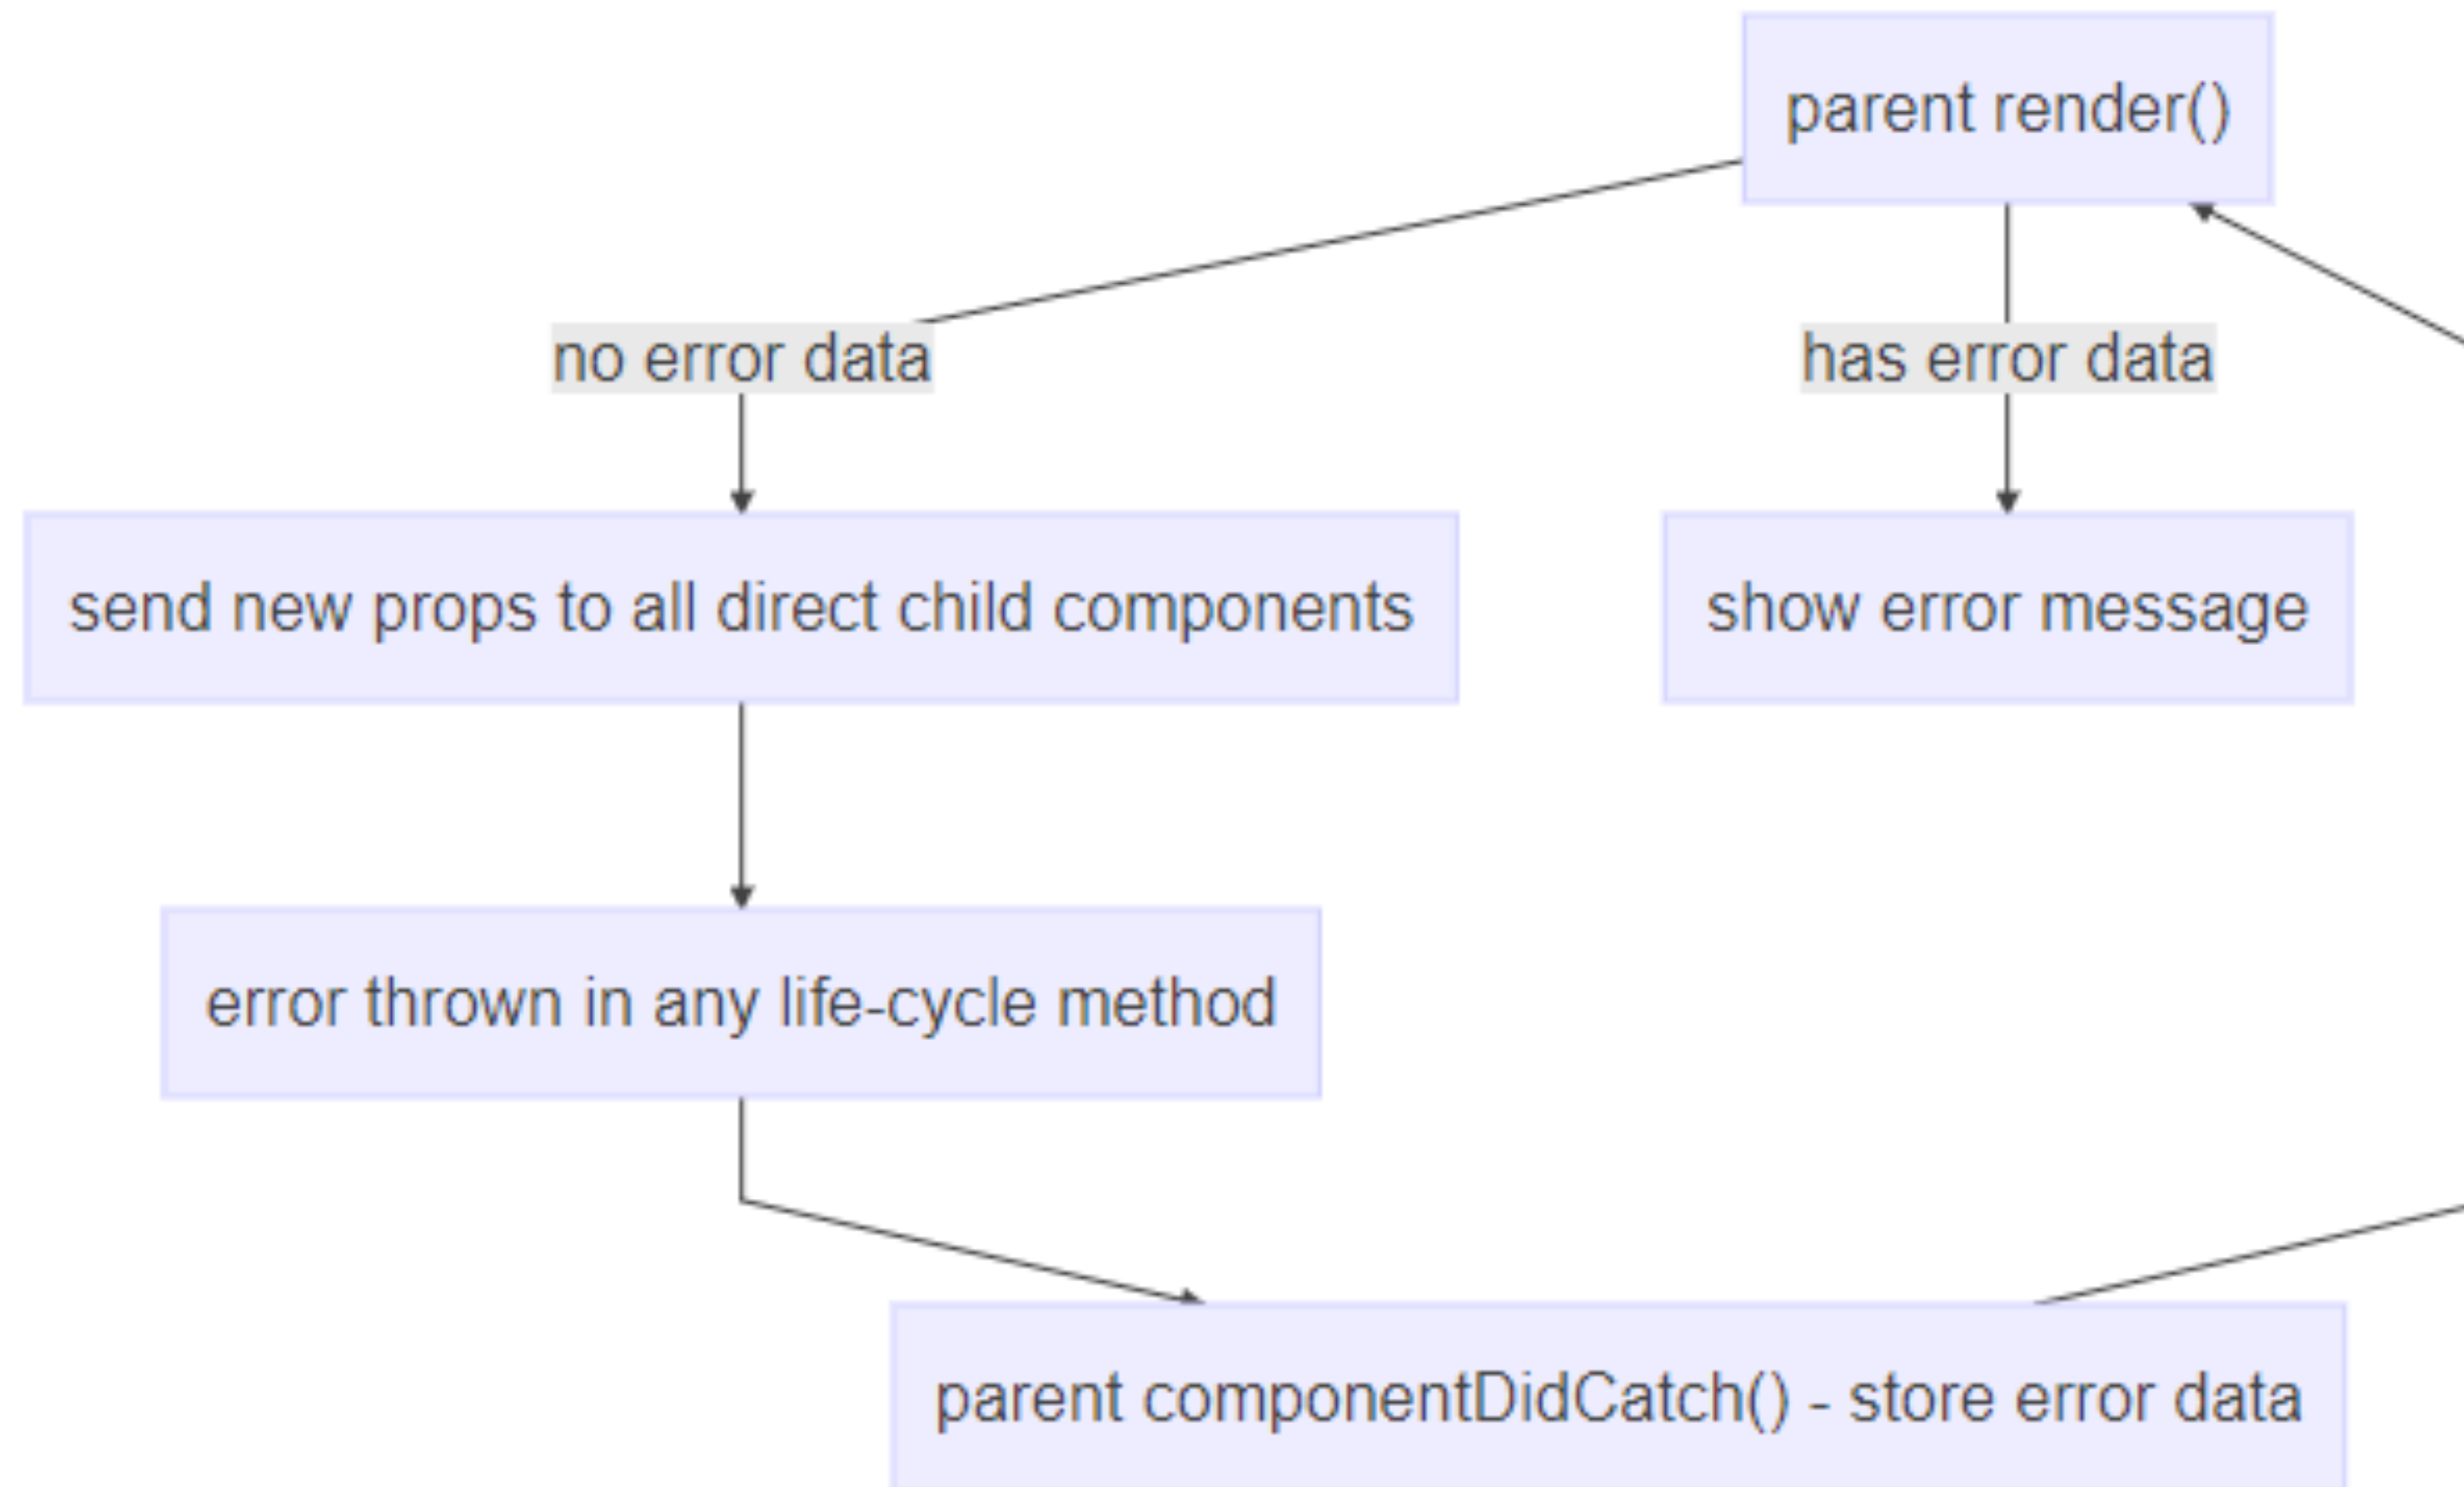 parent render()
no error data
has error data
send new props to all direct child components
show error message
error thrown in any life-cycle method
parent componentDidCatch() - store error data